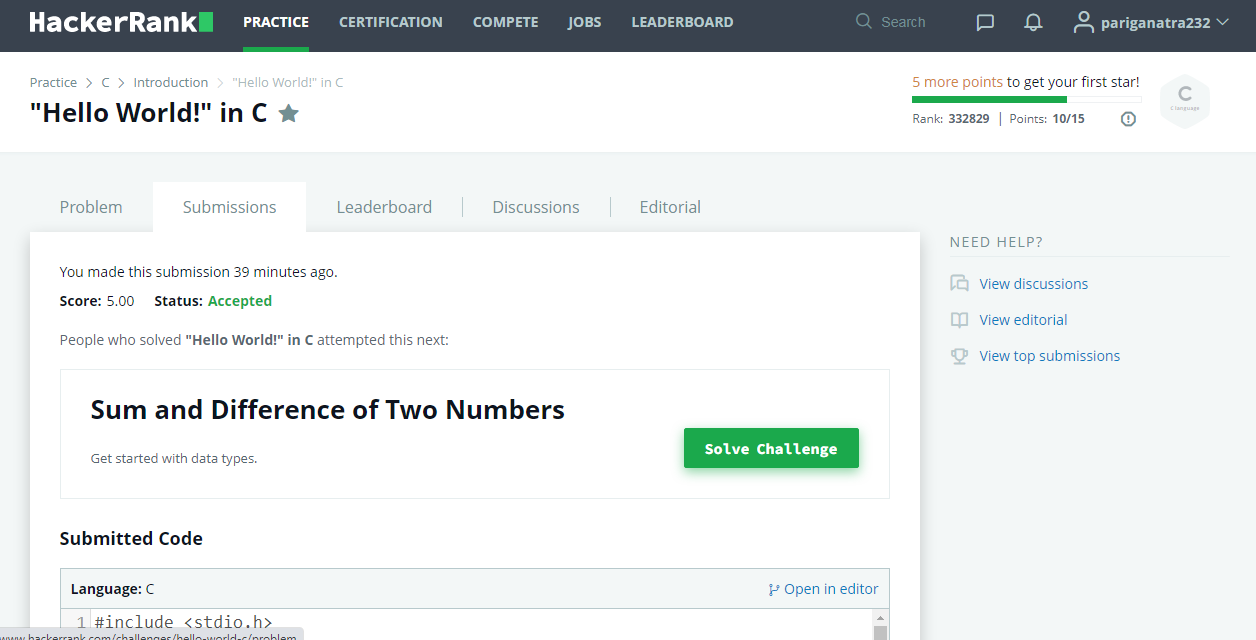 HackerRank PRACTICE CERTIFICATION COMPETE JOBS LEADERBOARD Search pariganatra232
Practice > C > Introduction > "Hello World!" in C
"Hello World!" in C
5 more points to get your first star!
Rank: 332829 | Points: 10/15
C
C language
Problem Submissions Leaderboard Discussions Editorial
You made this submission 39 minutes ago.
Score: 5.00 Status: Accepted
People who solved "Hello World!" in C attempted this next:
Sum and Difference of Two Numbers
Get started with data types.
Solve Challenge
Submitted Code
Language: C Open in editor
1 #include <stdio.h>
NEED HELP?
View discussions
View editorial
View top submissions
www.hackerrank.com/challenges/hello-world-c/problem